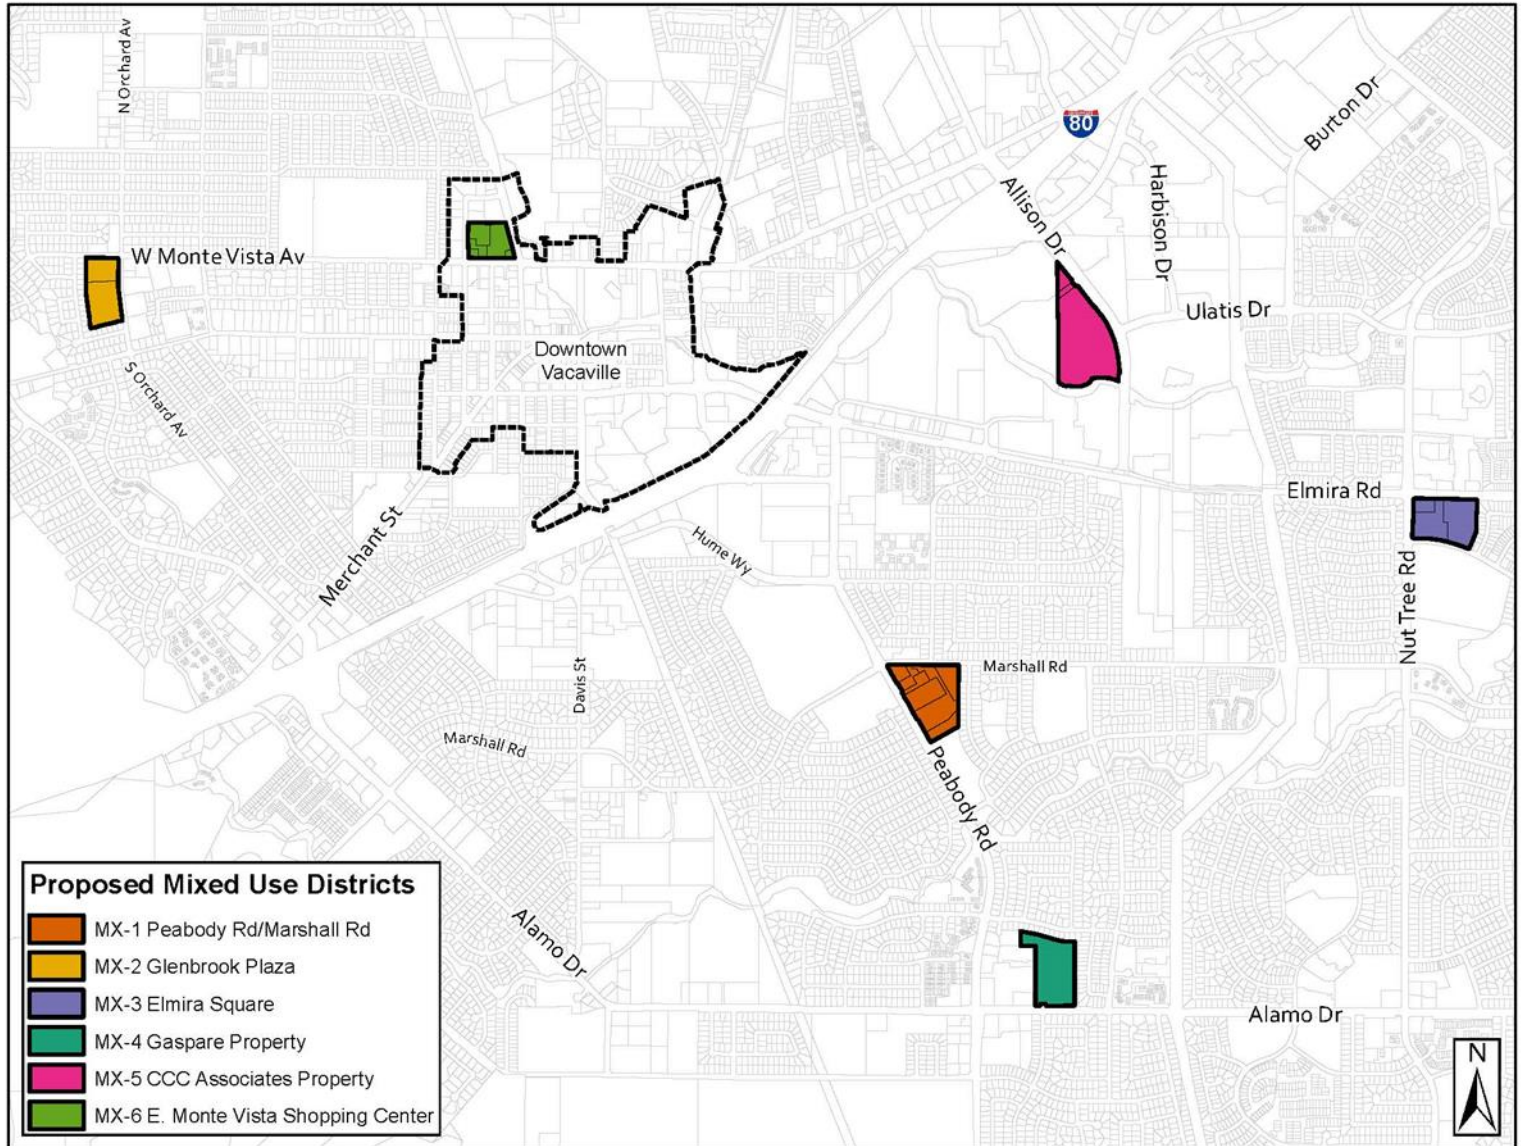 N Orchard Av
80
Burton Dr
Allison Dr
Harbison Dr
W Monte Vista Av
Ulatis Dr
Downtown
Vacaville
S Orchard Av
Elmira Rd
Merchant St
Hume Wy
Nut Tree Rd
Marshall Rd
Davis St
Marshall Rd
Peabody Rd
Proposed Mixed Use Districts
MX-1 Peabody Rd/Marshall Rd
MX-2 Glenbrook Plaza
MX-3 Elmira Square
MX-4 Gaspare Property
MX-5 CCC Associates Property
MX-6 E. Monte Vista Shopping Center
Alamo Dr
Alamo Dr
N